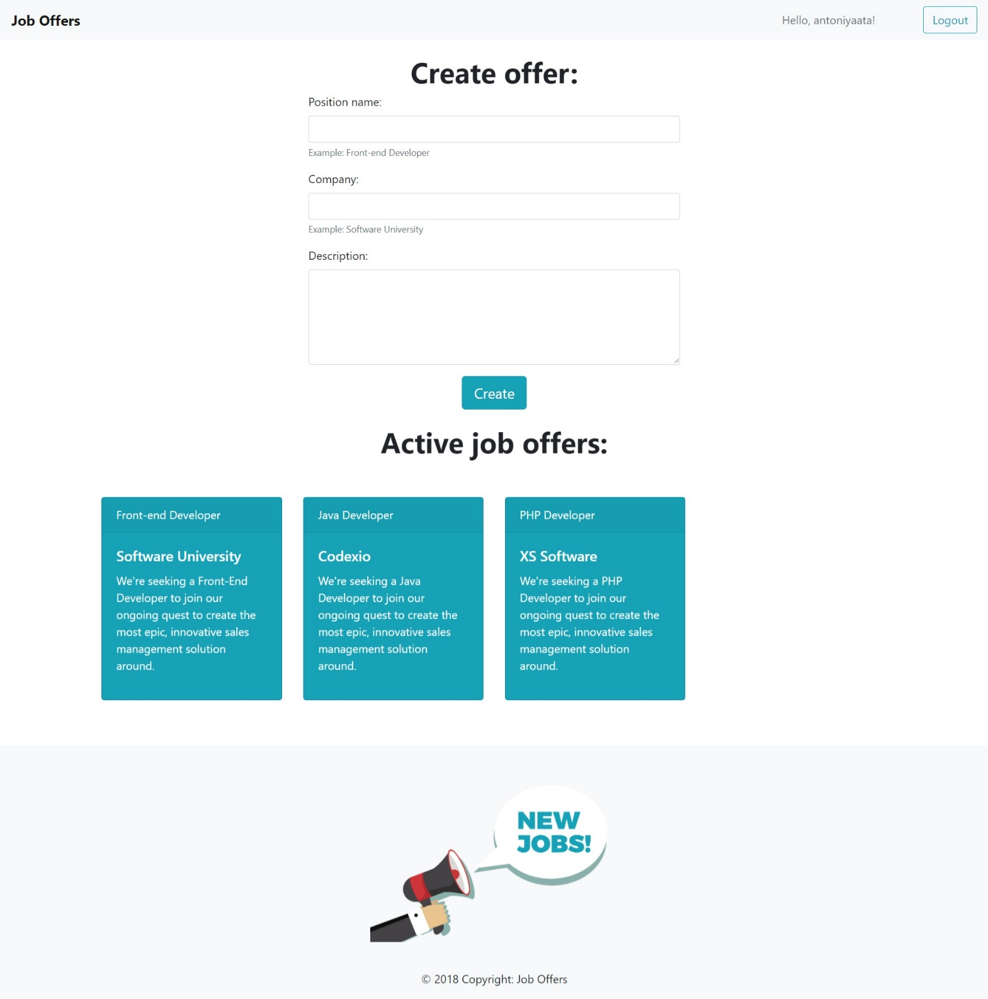 Job Offers
Hello, antoniyaata!
Logout
Create offer:
Position name:
Example: Front-end Developer
Company:
Example: Software University
Description:
Create
Active job offers:
Front-end Developer
Software University
We're seeking a Front-End
Developer to join our
ongoing quest to create the
most epic, innovative sales
management solution
around.
Java Developer
Codexio
We're seeking a Java
Developer to join our
ongoing quest to create the
most epic, innovative sales
management solution
around.
PHP Developer
XS Software
We're seeking a PHP
Developer to join our
ongoing quest to create the
most epic, innovative sales
management solution
around.
NEW
JOBS!
© 2018 Copyright: Job Offers